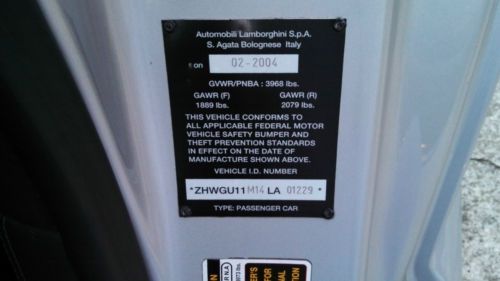 Automobili Lamborghini S.p.A.
S. Agata Bolognese Italy
on 02-2004
GVWR/PNBA : 3968 lbs.
GAWR (F) GAWR (R)
1889 lbs. 2079 lbs.
THIS VEHICLE CONFORMS TO
ALL APPLICABLE FEDERAL MOTOR
VEHICLE SAFETY BUMPER AND
THEFT PREVENTION STANDARDS
IN EFFECT ON THE DATE OF
MANUFACTURE SHOWN ABOVE.
VEHICLE I.D. NUMBER
*ZHWGU11M14LA 01229*
TYPE: PASSENGER CAR